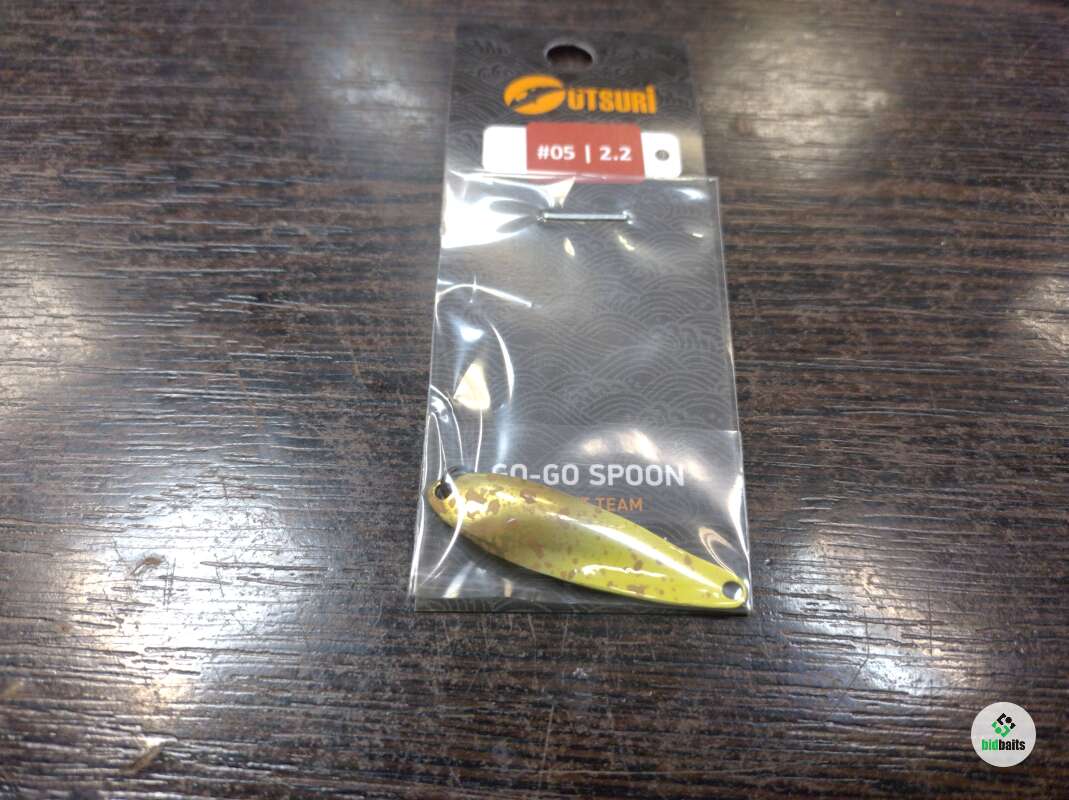 UTSURI
#05 | 2.2
GO-GO SPOON
TEAM
bidbaits